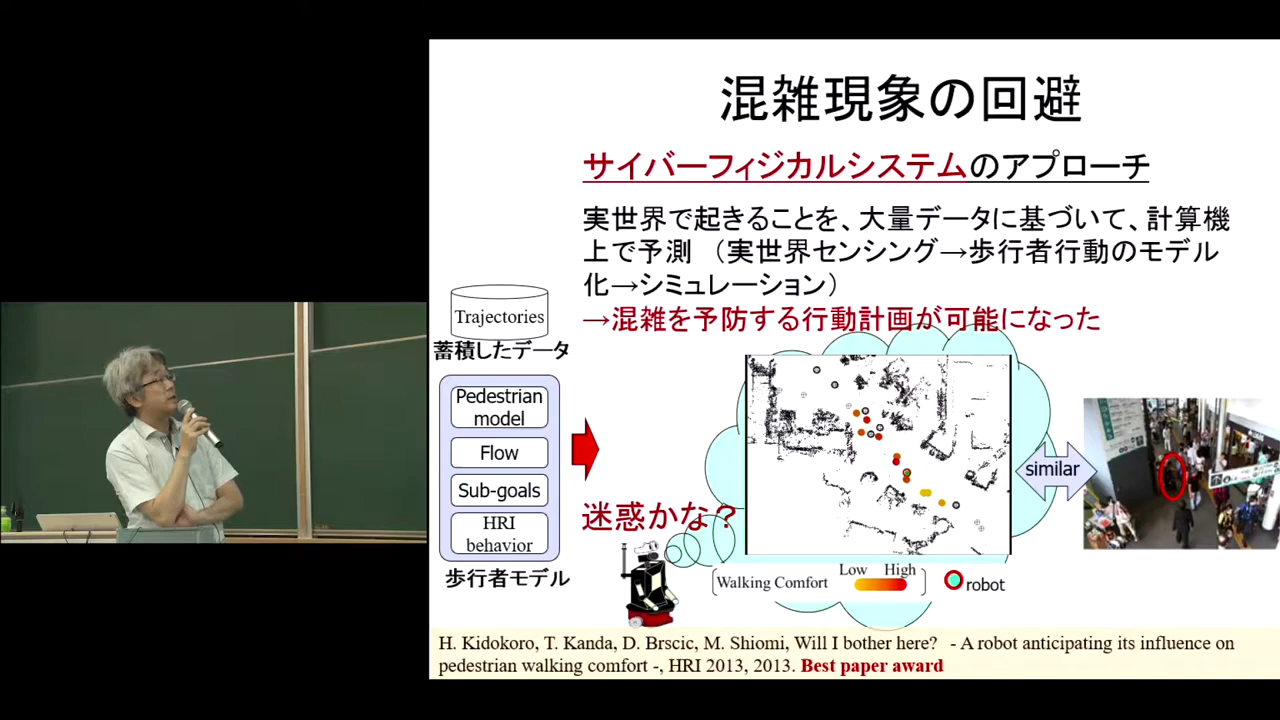 混雑現象の回避
サイバーフィジカルシステムのアプローチ
実世界で起きることを、大量データに基づいて、計算機
上で予測　（実世界センシング→歩行者行動のモデル
化→シミュレーション）
→混雑を予防する行動計画が可能になった
Trajectories
蓄積したデータ
Pedestrian
model
Flow
Sub-goals
HRI
behavior
歩行者モデル
迷惑かな？
similar
Walking Comfort
Low High
robot
H. Kidokoro, T. Kanda, D. Brscic, M. Shiomi, Will I bother here? - A robot anticipating its influence on
pedestrian walking comfort -, HRI 2013, 2013. Best paper award